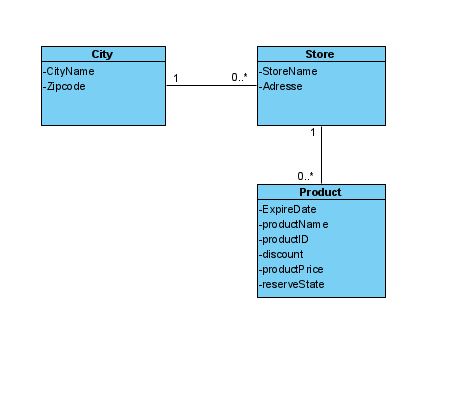 City
-CityName
-Zipcode
1
0..*
Store
-StoreName
-Adresse
1
0..*
Product
-ExpireDate
-productName
-productID
-discount
-productPrice
-reserveState